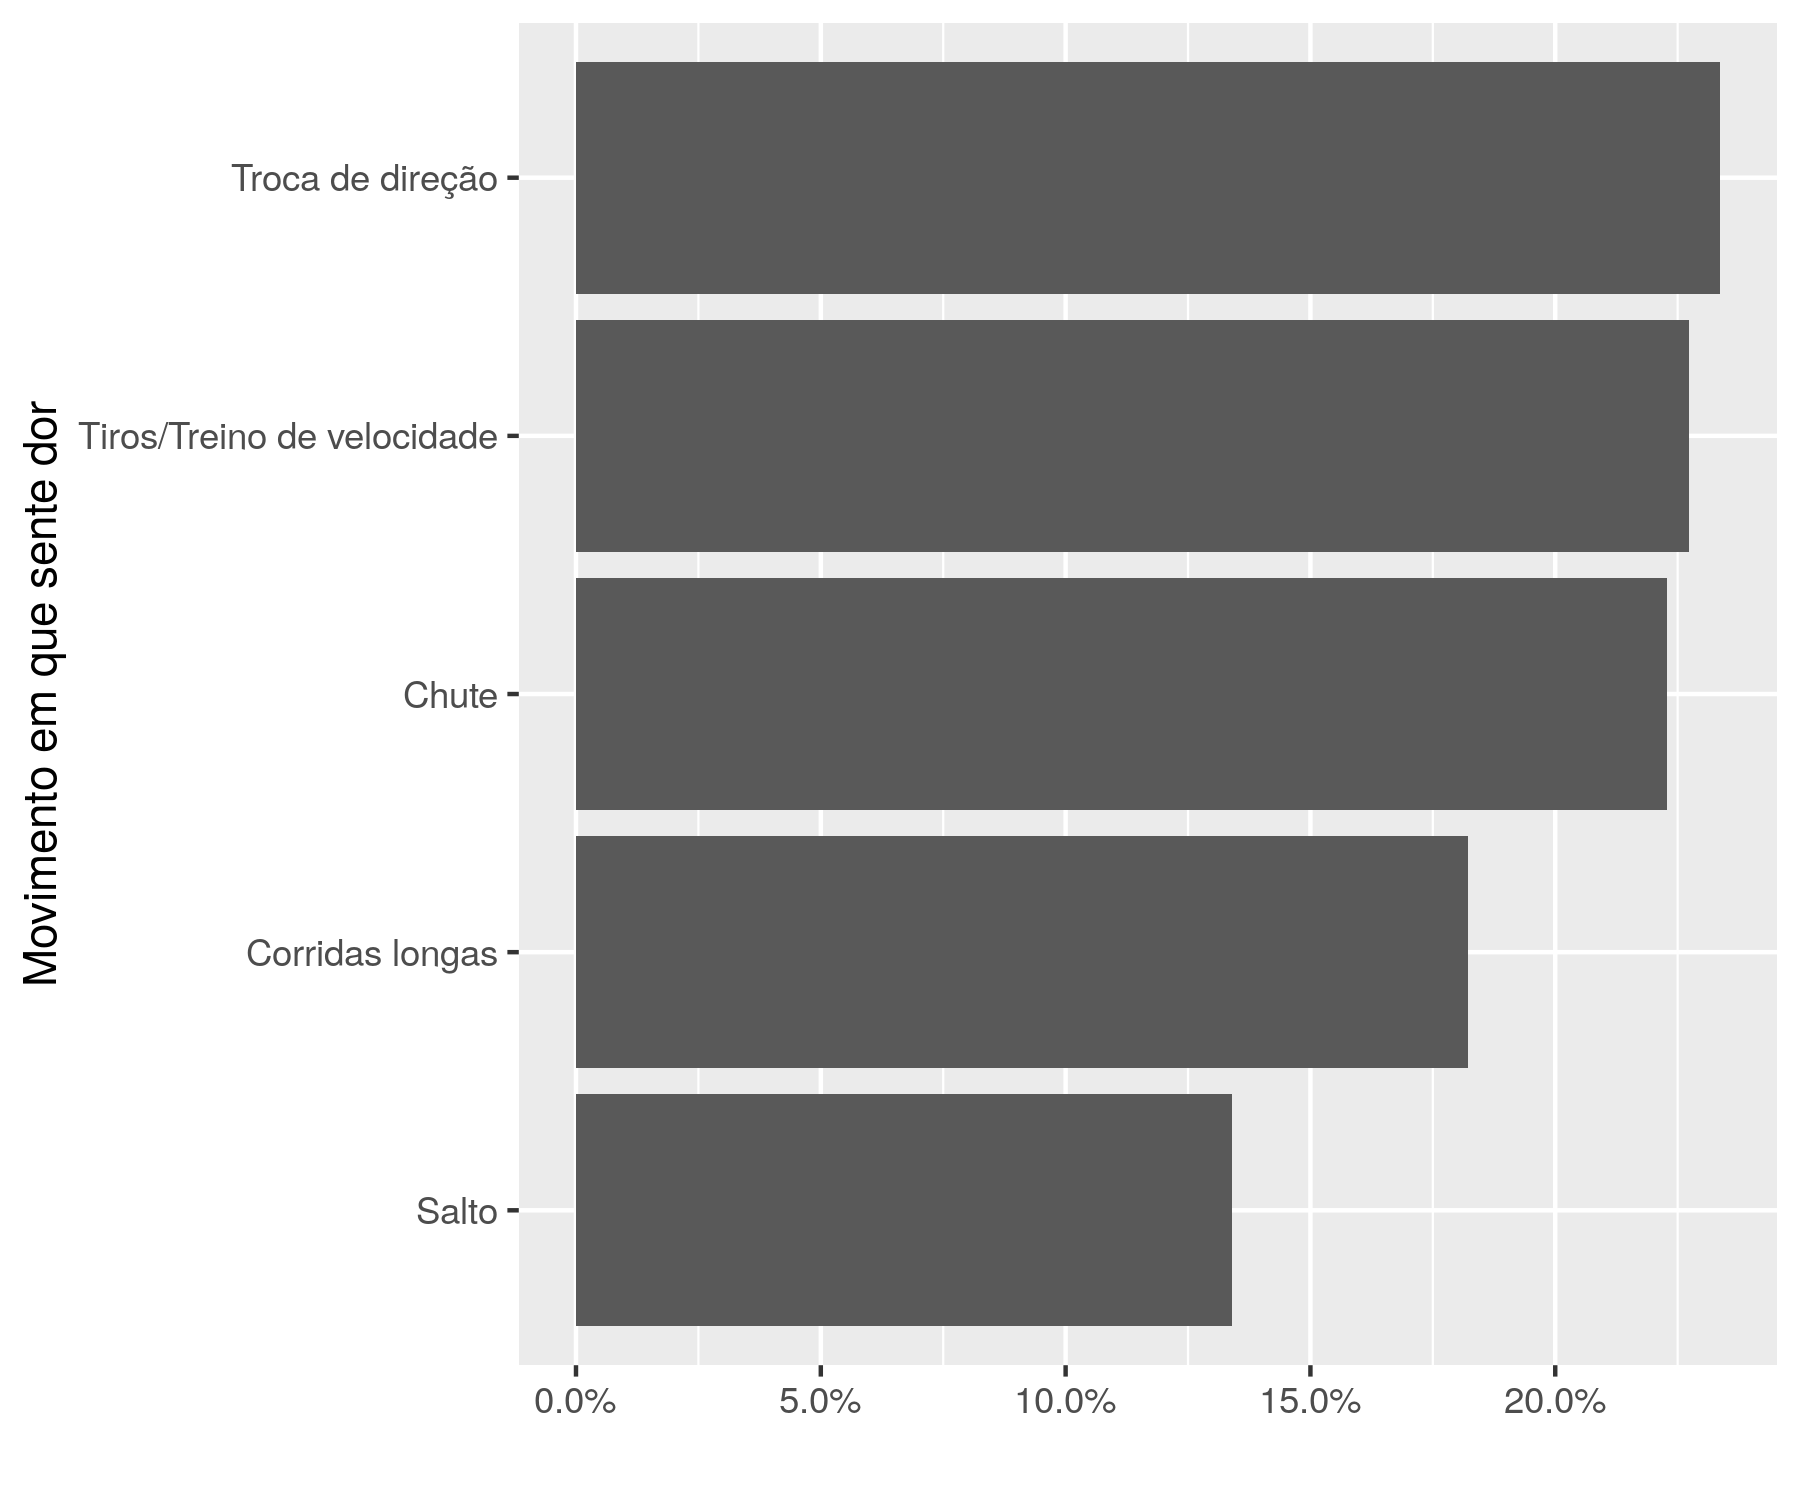 Movimento em que sente dor
Troca de direção
Tiros/Treino de velocidade
Chute
Corridas longas
Salto
0.0% 5.0% 10.0% 15.0% 20.0%